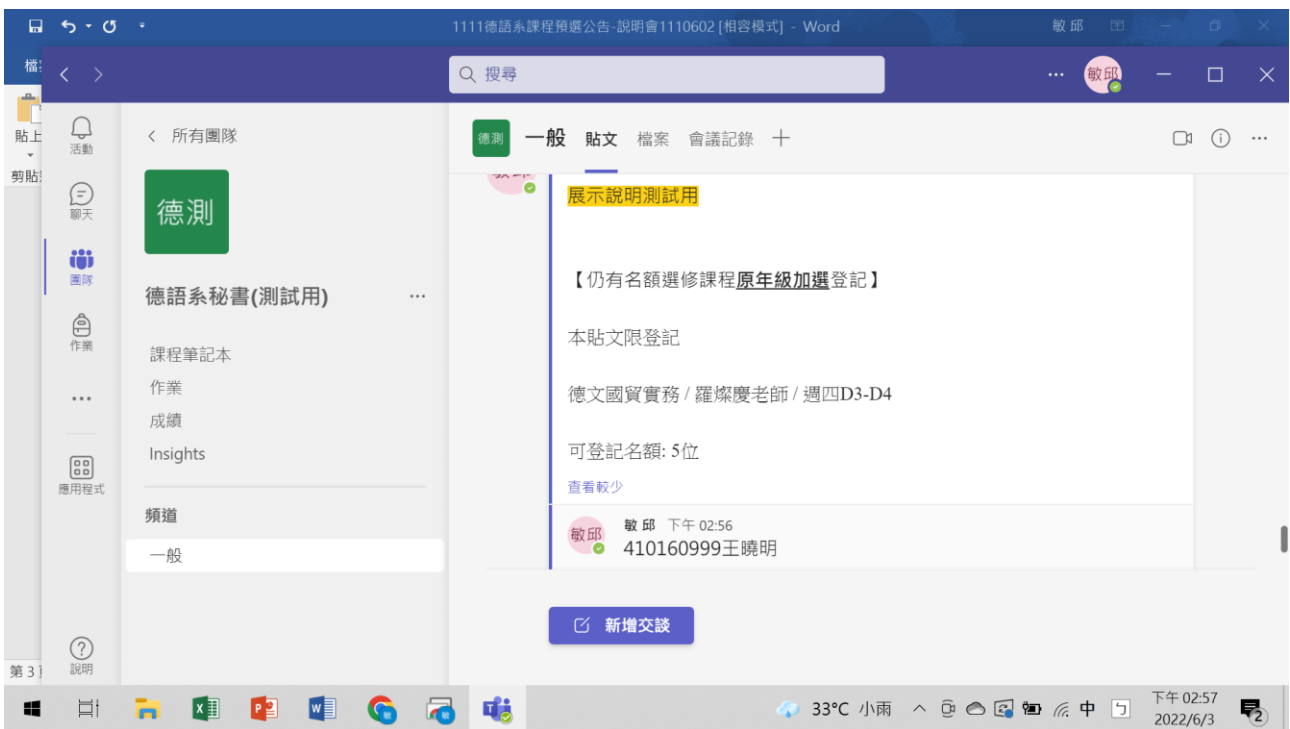 1111德語系課程預選公告-說明會1110602 [相容模式] - Word
敏 邱
搜尋
敏邱
貼上
活動
聊天
團隊
作業
應用程式
說明
所有團隊
德測
德語系秘書(測試用)
課程筆記本
作業
成績
Insights
頻道
一般
德測
一般 貼文 檔案 會議記錄
展示說明測試用
【仍有名額選修課程原年級加選登記】
本貼文限登記
德文國貿實務 / 羅燦慶老師 / 週四D3-D4
可登記名額: 5位
查看較少
敏邱
敏 邱 下午 02:56
410160999王曉明
新增交談
第 3
33°C 小雨
中
ㄅ
下午 02:57
2022/6/3
2